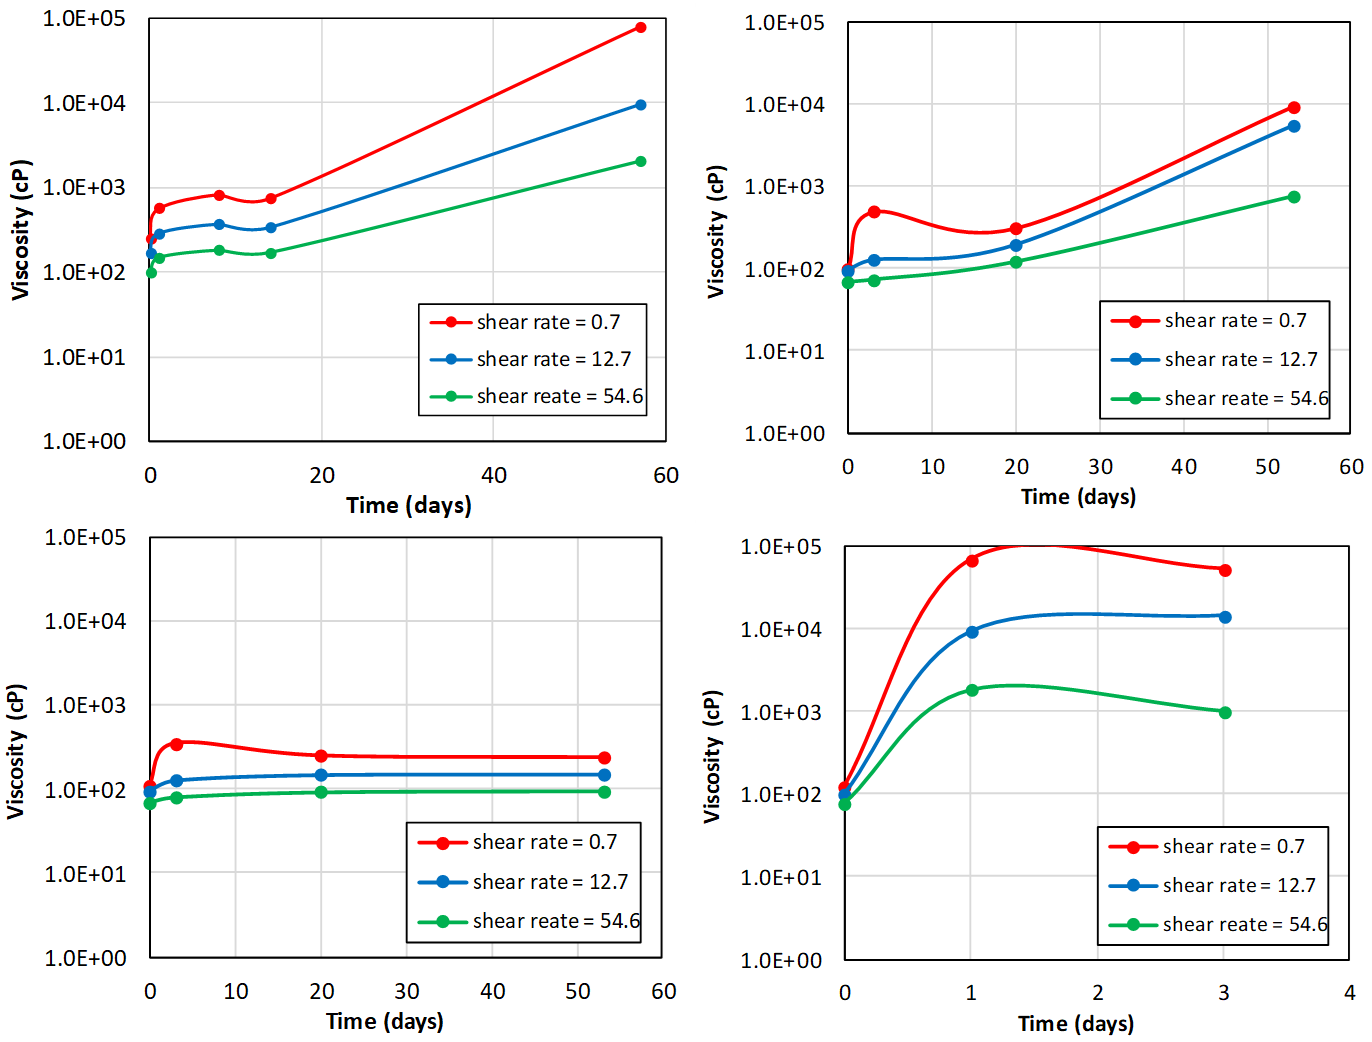 1.0E+05
1.0E+04
1.0E+03
1.0E+02
1.0E+01
1.0E+00
Viscosity (cP)
shear rate = 0.7
shear rate = 12.7
shear reate = 54.6
0 20 40 60
Time (days)
1.0E+05
1.0E+04
1.0E+03
1.0E+02
1.0E+01
1.0E+00
Viscosity (cP)
shear rate = 0.7
shear rate = 12.7
shear reate = 54.6
0 10 20 30 40 50 60
Time (days)
1.0E+05
1.0E+04
1.0E+03
1.0E+02
1.0E+01
1.0E+00
Viscosity (cP)
shear rate = 0.7
shear rate = 12.7
shear reate = 54.6
0 10 20 30 40 50 60
Time (days)
1.0E+05
1.0E+04
1.0E+03
1.0E+02
1.0E+01
1.0E+00
Viscosity (cP)
shear rate = 0.7
shear rate = 12.7
shear reate = 54.6
0 1 2 3 4
Time (days)